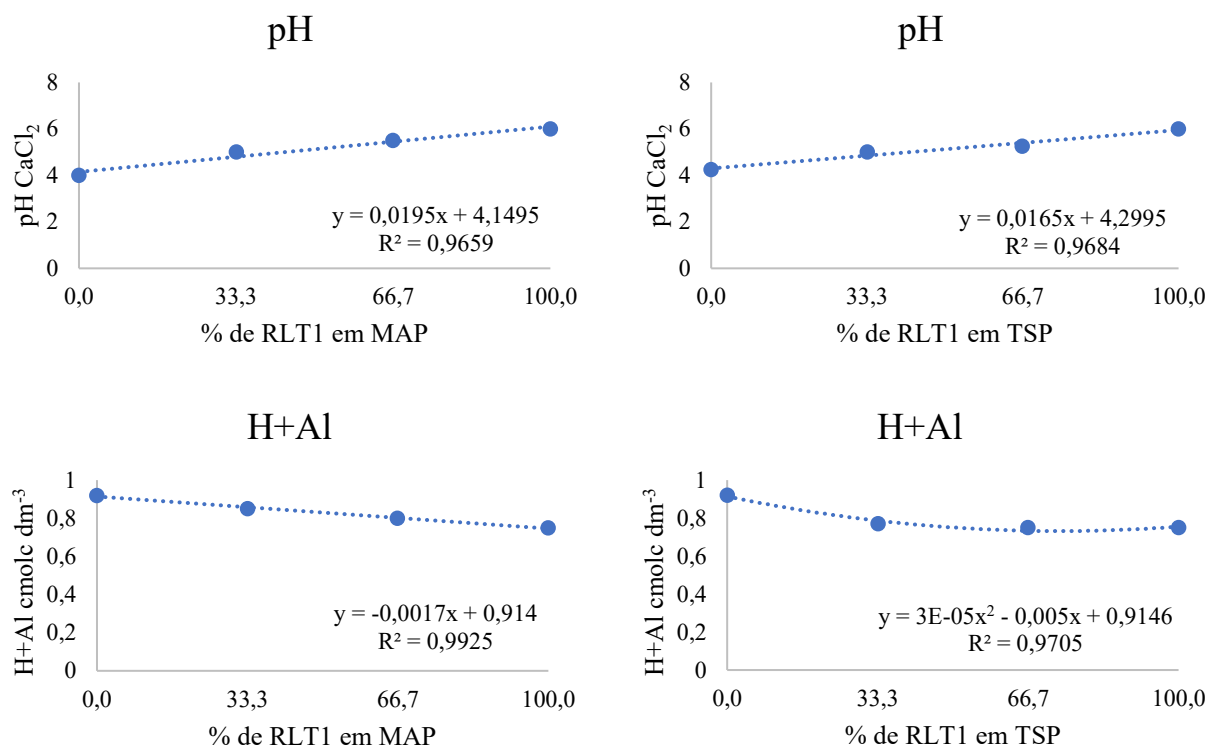 pH
8
6
4
2
0
pH CaCl₂
y = 0,0195x + 4,1495
R² = 0,9659
0,0 33,3 66,7 100,0
% de RLT1 em MAP
pH
8
6
4
2
0
pH CaCl₂
y = 0,0165x + 4,2995
R² = 0,9684
0,0 33,3 66,7 100,0
% de RLT1 em TSP
H+Al
1
0,8
0,6
0,4
0,2
0
H+Al cmolc dm⁻³
y = -0,0017x + 0,914
R² = 0,9925
0,0 33,3 66,7 100,0
% de RLT1 em MAP
H+Al
1
0,8
0,6
0,4
0,2
0
H+Al cmolc dm⁻³
y = 3E-05x² - 0,005x + 0,9146
R² = 0,9705
0,0 33,3 66,7 100,0
% de RLT1 em TSP